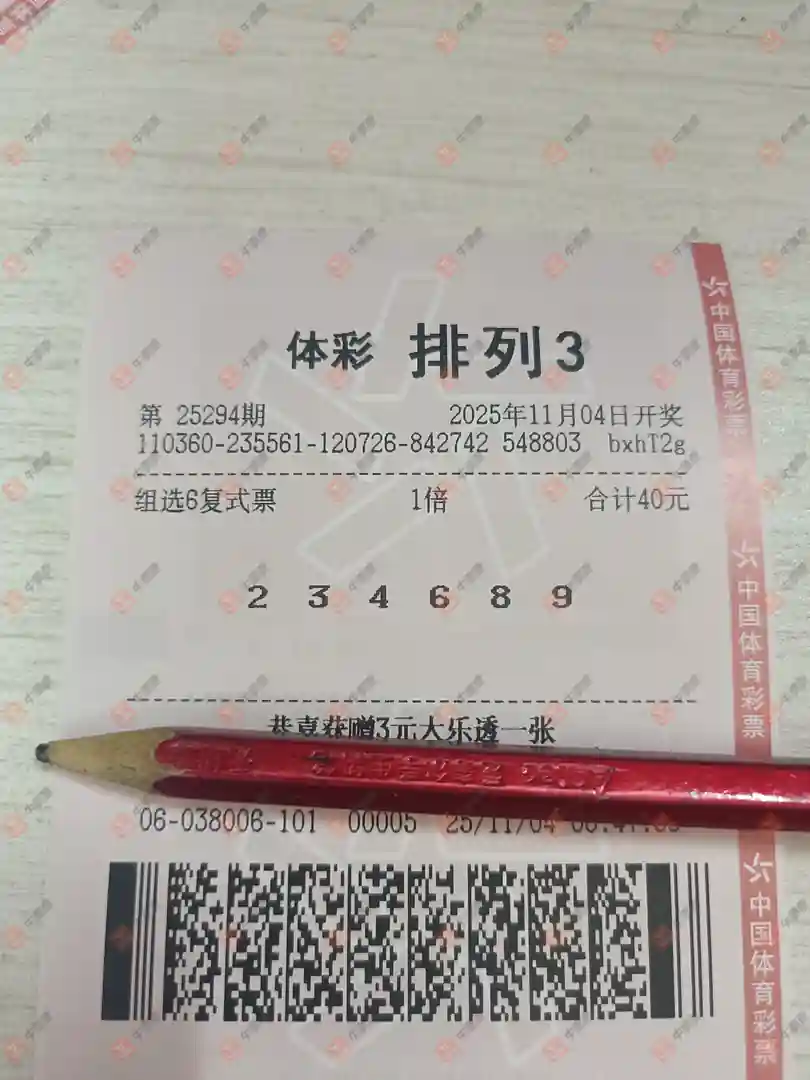 体彩 排列3
第 25294期 2025年11月04日开奖
110360-235561-120726-842742 548803 bxhT2g
组选6复式票 1倍 合计40元
2 3 4 6 8 9
恭喜获赠3元大乐透一张
06-038006-101 00005 25/11/04
中国体育彩票
中国体育彩票
中国体育彩票